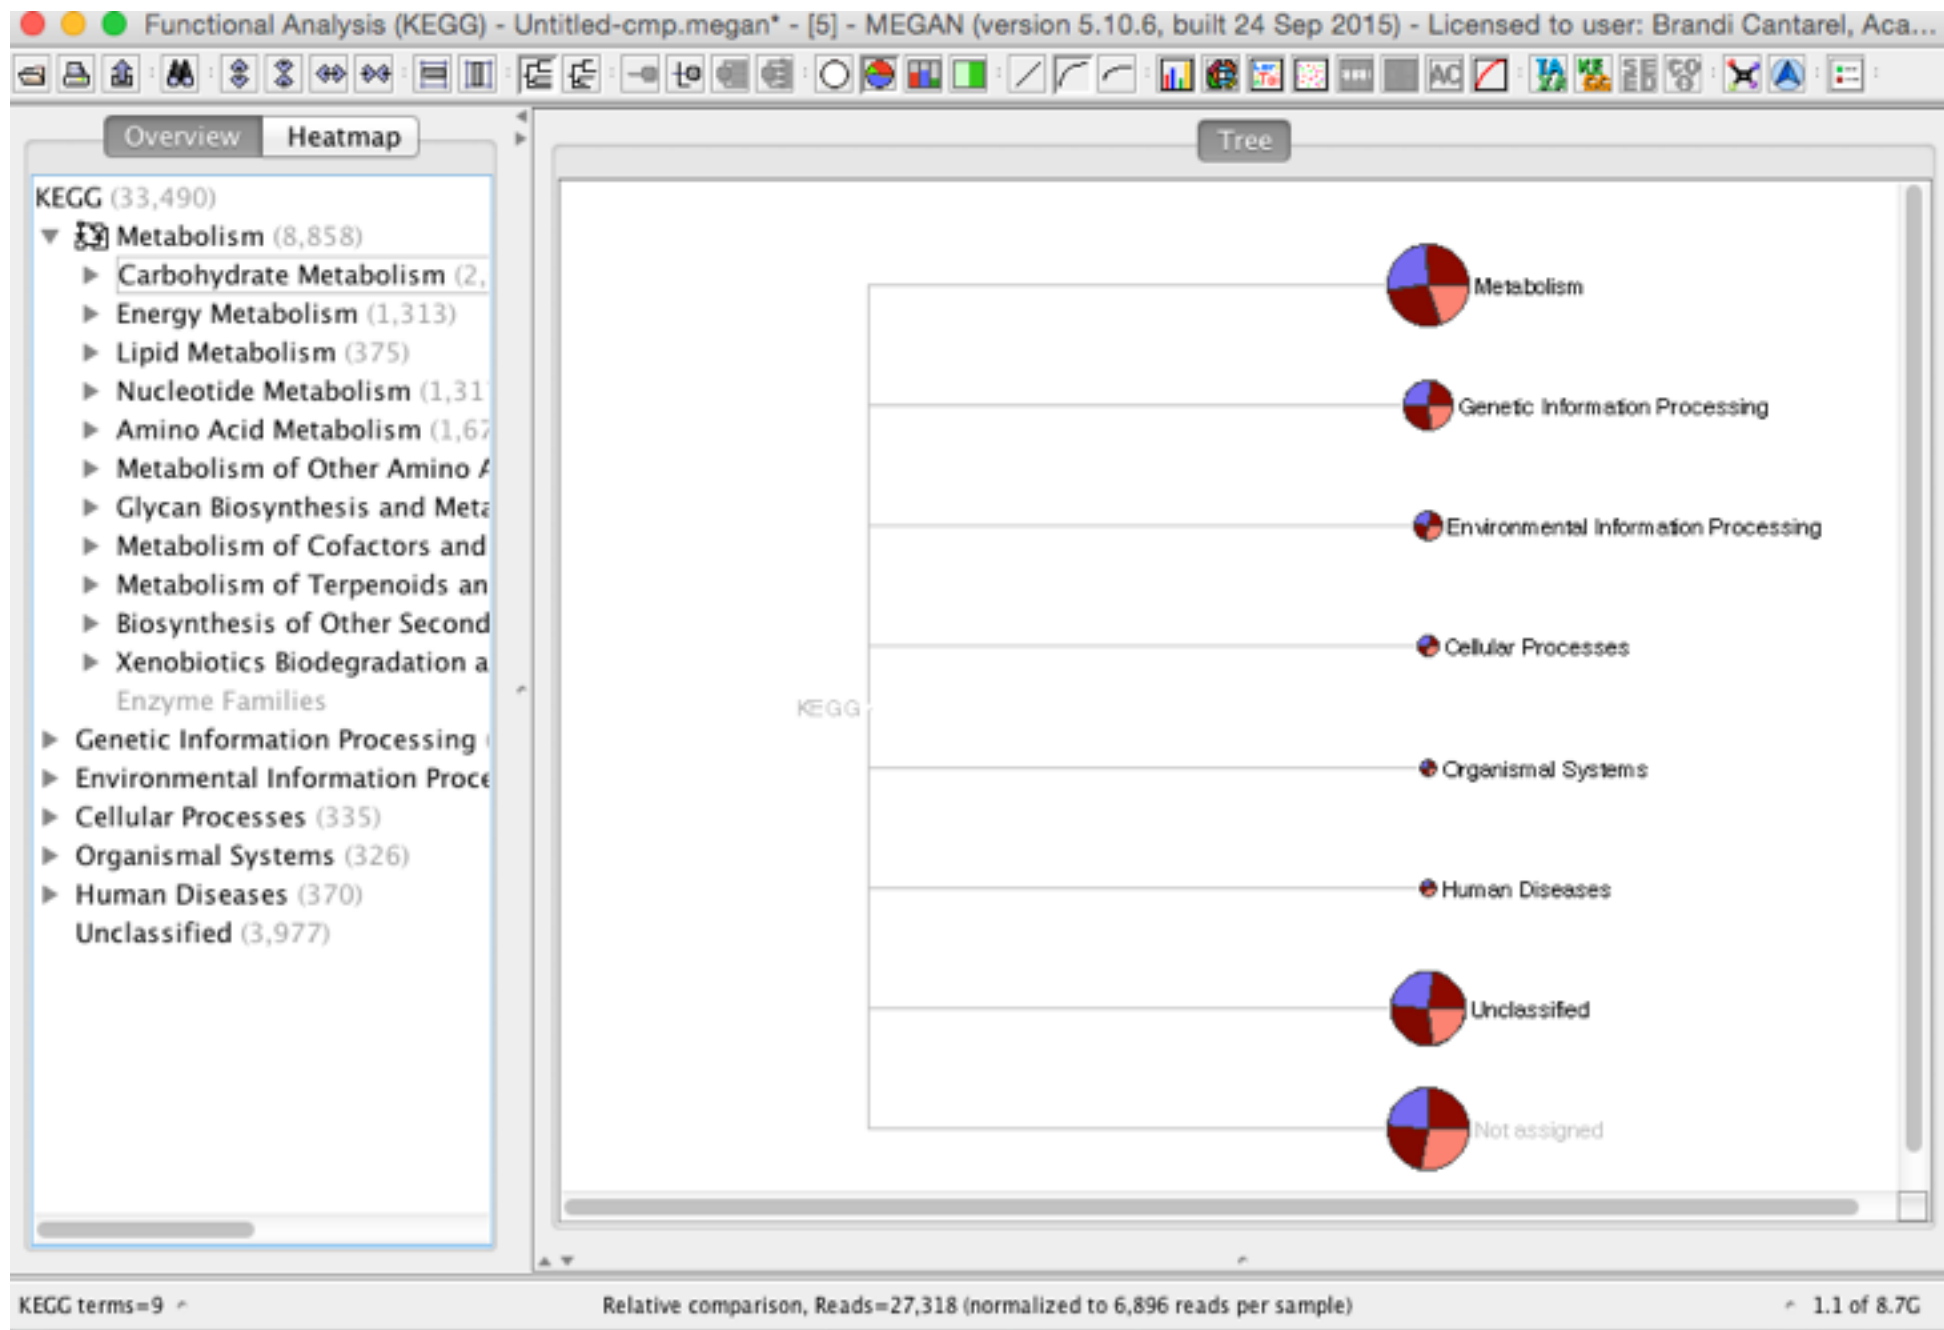 Functional Analysis (KEGG) - Untitled-cmp.megan* - [5] - MEGAN (version 5.10.6, built 24 Sep 2015) - Licensed to user: Brandi Cantarel, Aca...
AC
Overview Heatmap
KEGG (33,490)
Metabolism (8,858)
Carbohydrate Metabolism (2,
Energy Metabolism (1,313)
Lipid Metabolism (375)
Nucleotide Metabolism (1,31
Amino Acid Metabolism (1,67
Metabolism of Other Amino A
Glycan Biosynthesis and Meta
Metabolism of Cofactors and
Metabolism of Terpenoids an
Biosynthesis of Other Second
Xenobiotics Biodegradation a
Enzyme Families
Genetic Information Processing (
Environmental Information Proce
Cellular Processes (335)
Organismal Systems (326)
Human Diseases (370)
Unclassified (3,977)
Tree
Metabolism
Genetic Information Processing
Environmental Information Processing
Cellular Processes
KEGG
Organismal Systems
Human Diseases
Unclassified
Not assigned
KEGG terms=9
Relative comparison, Reads=27,318 (normalized to 6,896 reads per sample)
1.1 of 8.7G